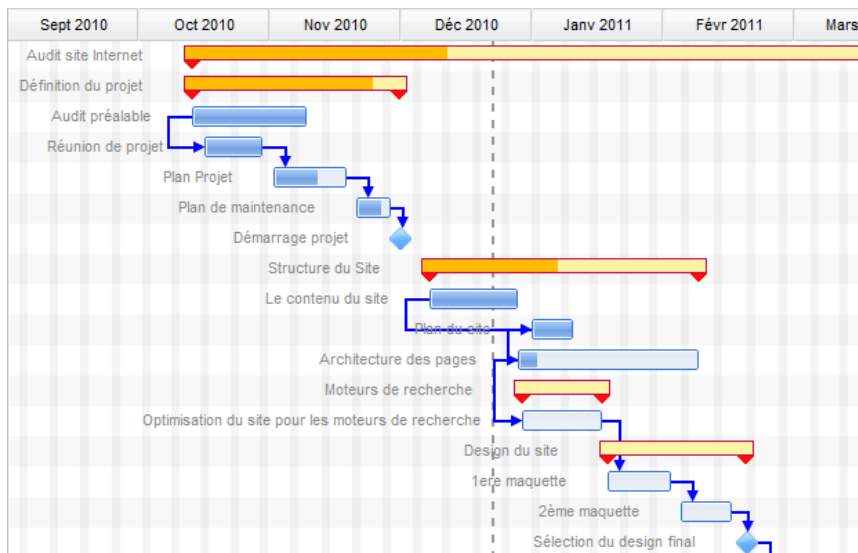 Sept 2010 Oct 2010 Nov 2010 Déc 2010 Janv 2011 Févr 2011 Mars
Audit site Internet
Définition du projet
Audit préalable
Réunion de projet
Plan Projet
Plan de maintenance
Démarrage projet
Structure du Site
Le contenu du site
Plan du site
Architecture des pages
Moteurs de recherche
Optimisation du site pour les moteurs de recherche
Design du site
1ere maquette
2ème maquette
Sélection du design final